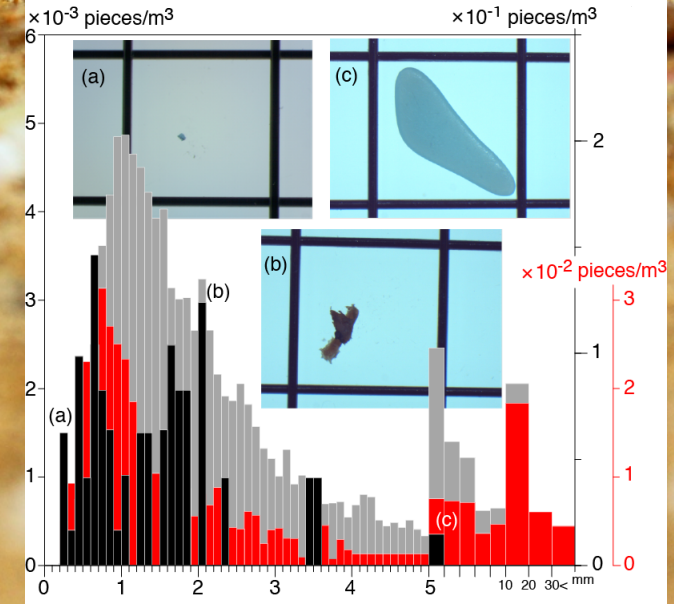 ×10⁻³ pieces/m³
×10⁻¹ pieces/m³
6
5
4
3
2
1
0
(a)
(c)
(b)
(a)
(b)
(c)
2
1
0
×10⁻² pieces/m³
3
2
1
0
0 1 2 3 4 5 10 20 30< mm